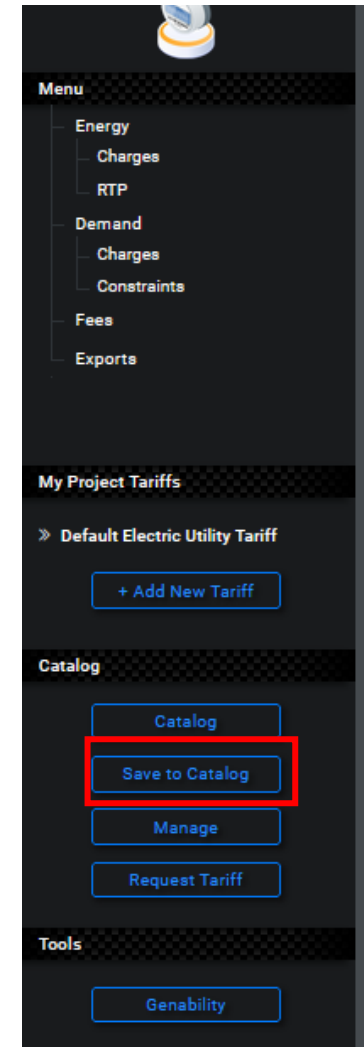 Menu
Energy
Charges
RTP
Demand
Charges
Constraints
Fees
Exports
My Project Tariffs
» Default Electric Utility Tariff
+ Add New Tariff
Catalog
Catalog
Save to Catalog
Manage
Request Tariff
Tools
Genability